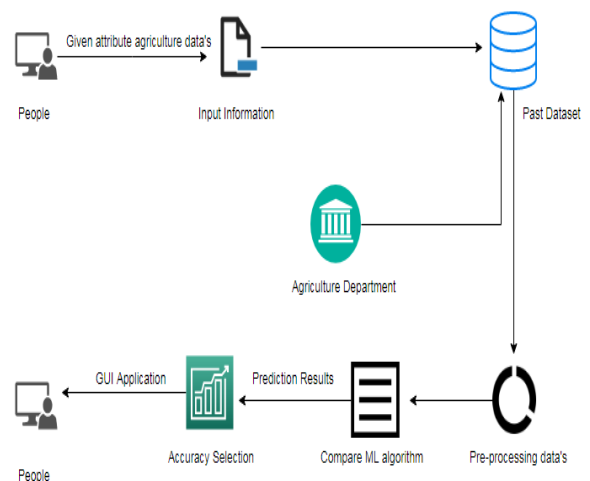 Given attribute agriculture data's
People
Input Information
Past Dataset
Agriculture Department
GUI Application
Prediction Results
Accuracy Selection
Compare ML algorithm
Pre-processing data's
People